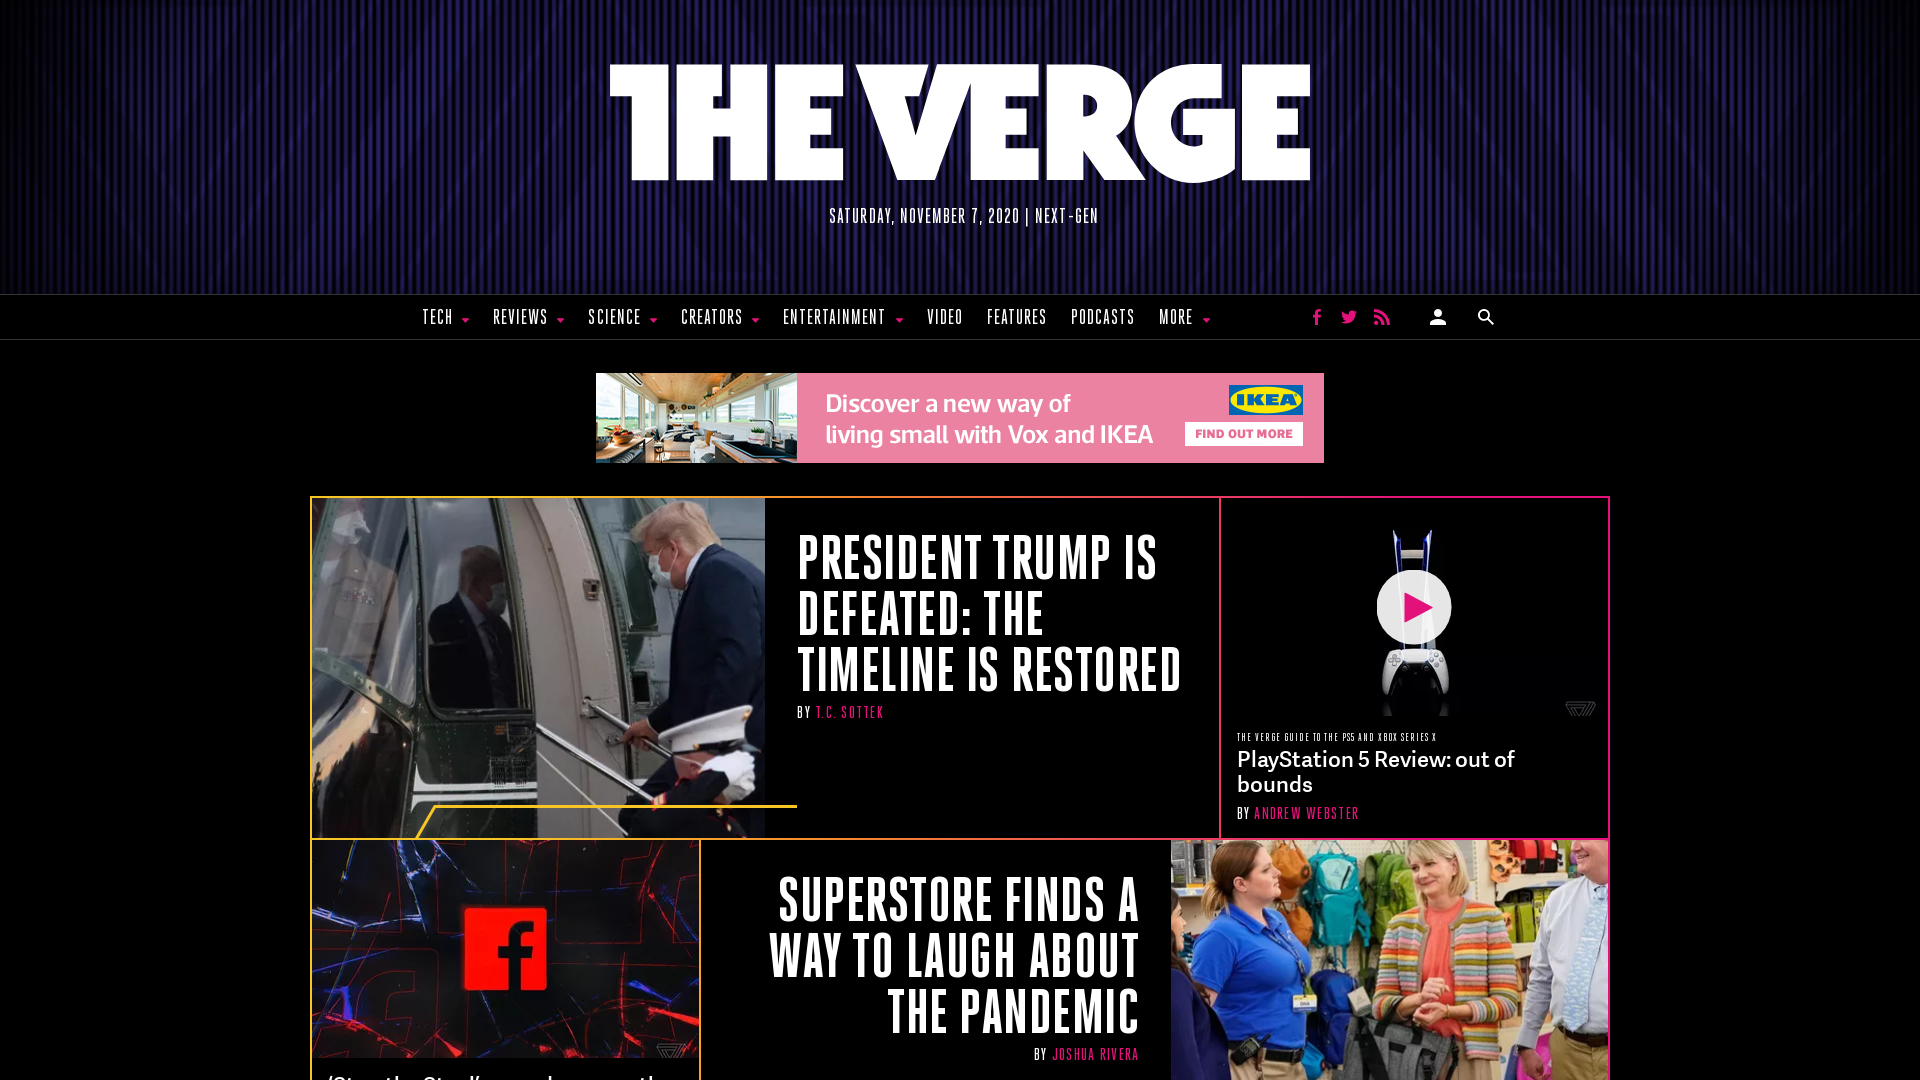 THE VERGE
SATURDAY, NOVEMBER 7, 2020 | NEXT-GEN
TECH REVIEWS SCIENCE CREATORS ENTERTAINMENT VIDEO FEATURES PODCASTS MORE
Discover a new way of
living small with Vox and IKEA
IKEA
FIND OUT MORE
PRESIDENT TRUMP IS
DEFEATED: THE
TIMELINE IS RESTORED
BY T.C. SOTTEK
THE VERGE GUIDE TO THE PS5 AND XBOX SERIES X
PlayStation 5 Review: out of
bounds
BY ANDREW WEBSTER
SUPERSTORE FINDS A
WAY TO LAUGH ABOUT
THE PANDEMIC
BY JOSHUA RIVERA